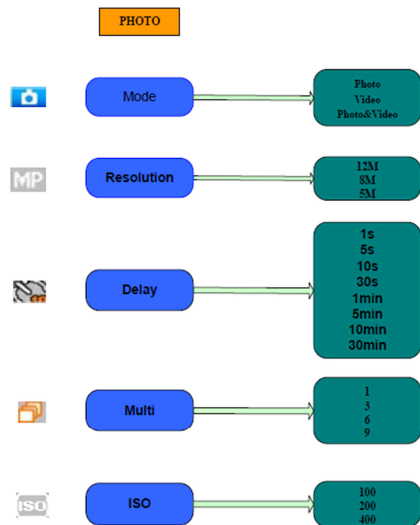 PHOTO
Mode
Photo
Video
Photo&Video
MP
Resolution
12M
8M
5M
Delay
1s
5s
10s
30s
1min
5min
10min
30min
Multi
1
3
6
9
ISO
ISO
100
200
400